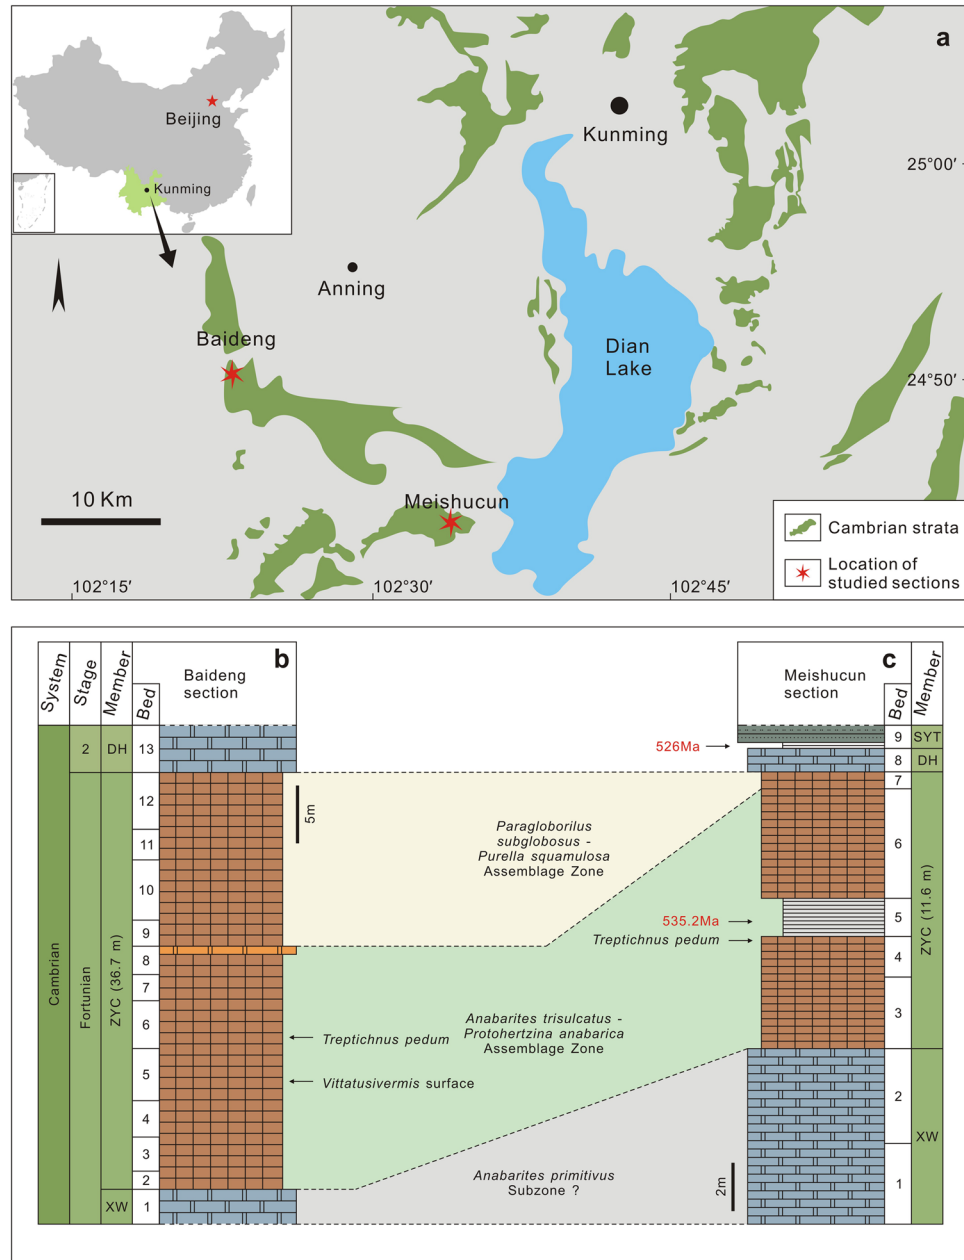 a
Beijing
Kunming
Kunming
25°00′
Anning
Baideng
Dian
Lake
24°50′
10 Km
Meishucun
Cambrian strata
Location of
studied sections
102°15′
102°30′
102°45′
b
c
System
Stage
Member
Bed
Baideng
section
Meishucun
section
Bed
Member
Cambrian
2
Fortunian
DH
ZYC (36.7 m)
XW
13
12
11
10
9
8
7
6
5
4
3
2
1
5m
526Ma
Paragloborilus
subglobosus -
Purella squamulosa
Assemblage Zone
535.2Ma
Treptichnus pedum
Anabarites trisulcatus -
Protohertzina anabarica
Assemblage Zone
Treptichnus pedum
Vittatusivermis surface
Anabarites primitivus
Subzone ?
2m
9
8
7
6
5
4
3
2
1
SYT
DH
ZYC (11.6 m)
XW